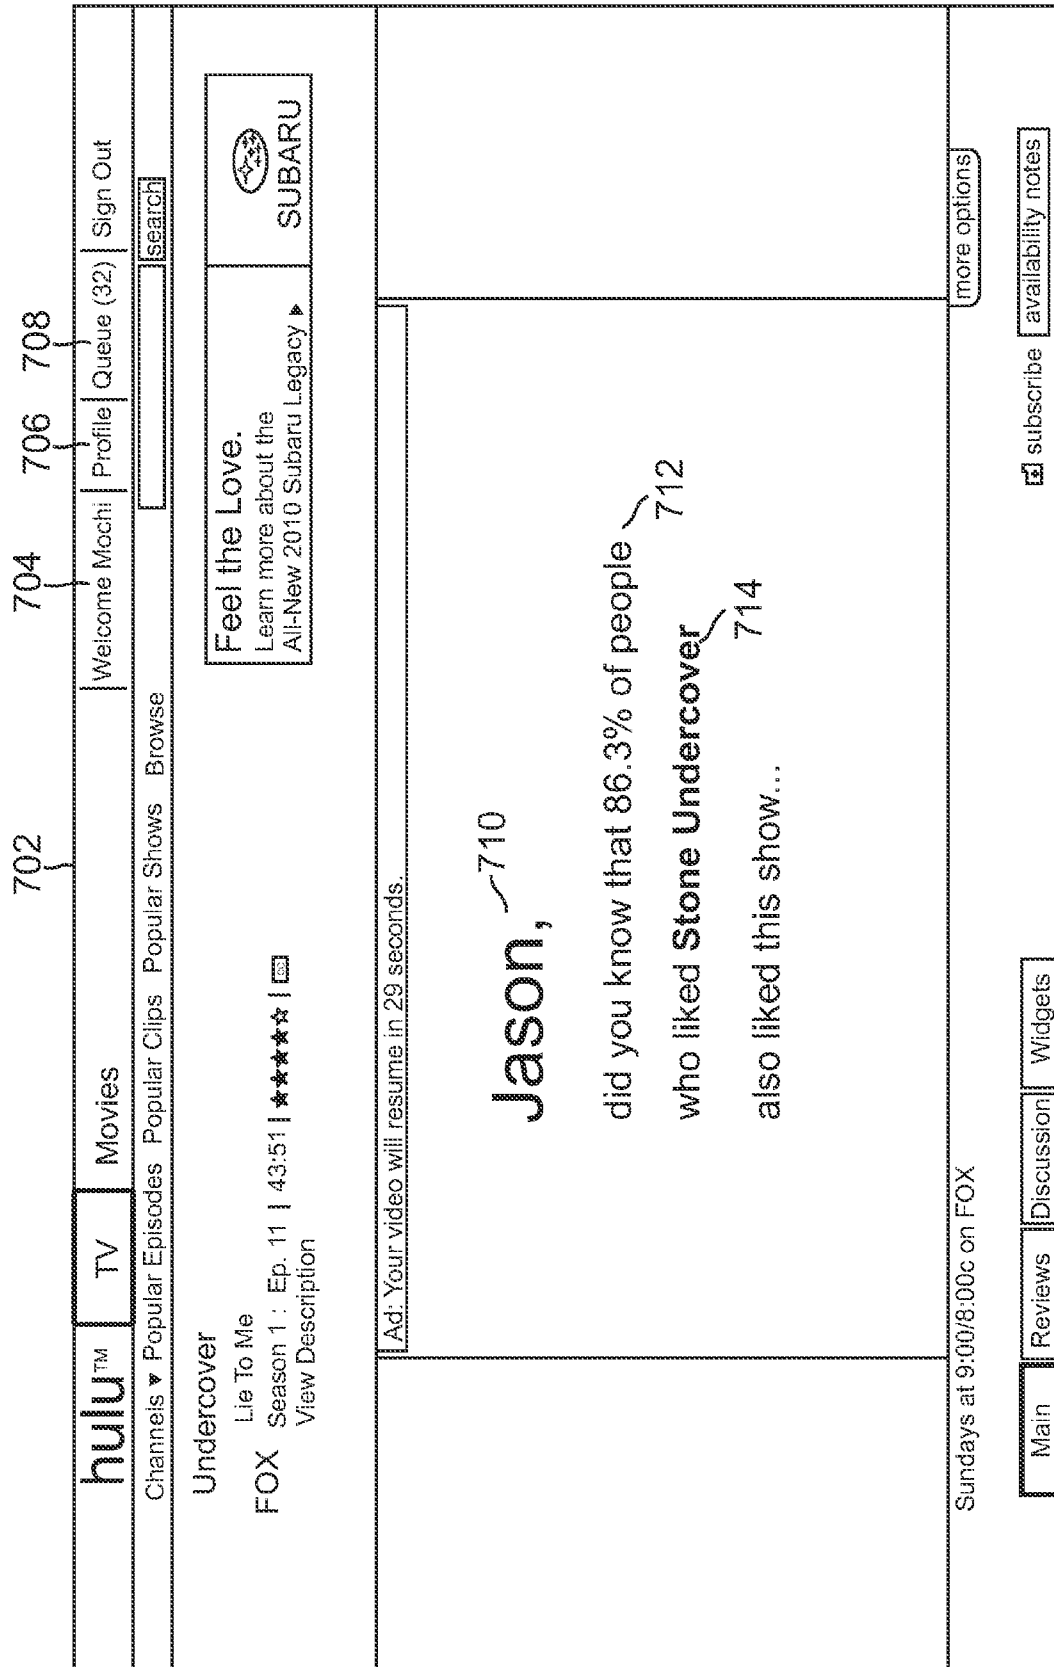 702 704 706 708
hulu™ TV Movies Welcome Mochi Profile Queue (32) Sign Out
Channels ▼ Popular Episodes Popular Clips Popular Shows Browse search
Undercover
Lie To Me
FOX Season 1 : Ep. 11 | 43:51 | ★★★★☆ |
View Description
Feel the Love.
Learn more about the
All-New 2010 Subaru Legacy ▶
SUBARU
Ad: Your video will resume in 29 seconds.
Jason, 710
did you know that 86.3% of people 712
who liked Stone Undercover 714
also liked this show...
Sundays at 9:00/8:00c on FOX more options
subscribe availability notes
Main Reviews Discussion Widgets